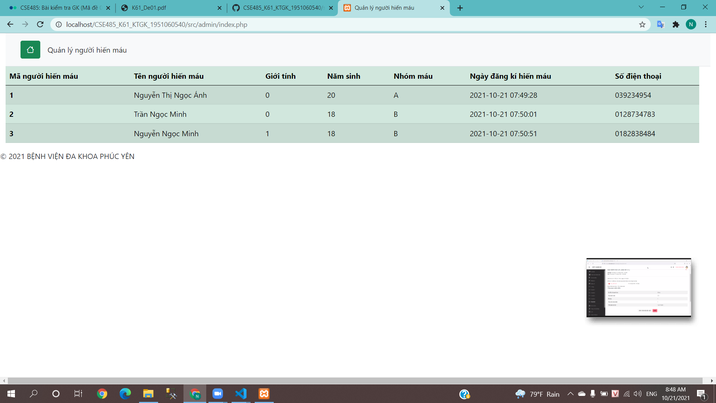 CSE485: Bài kiểm tra GK (Mã đề
K61_De01.pdf
CSE485_K61_KTGK_1951060540/
Quản lý người hiến máu
localhost/CSE485_K61_KTGK_1951060540/src/admin/index.php
N
Quản lý người hiến máu
Mã người hiến máu Tên người hiến máu Giới tính Năm sinh Nhóm máu Ngày đăng kí hiến máu Số điện thoại
1 Nguyễn Thị Ngọc Ánh 0 20 A 2021-10-21 07:49:28 039234954
2 Trần Ngọc Minh 0 18 B 2021-10-21 07:50:01 0128734783
3 Nguyễn Ngọc Minh 1 18 B 2021-10-21 07:50:51 0182838484
© 2021 BỆNH VIỆN ĐA KHOA PHÚC YÊN
79°F Rain
ENG
8:48 AM
10/21/2021